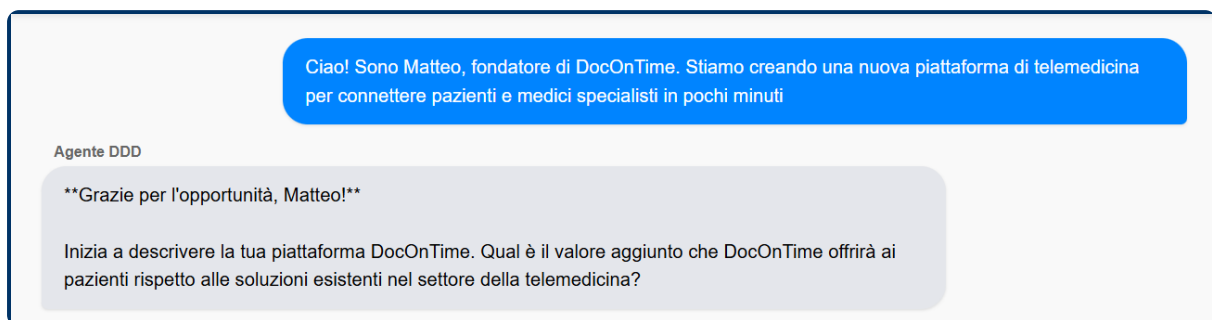 Ciao! Sono Matteo, fondatore di DocOnTime. Stiamo creando una nuova piattaforma di telemedicina
per connettere pazienti e medici specialisti in pochi minuti
Agente DDD
**Grazie per l'opportunità, Matteo!**
Inizia a descrivere la tua piattaforma DocOnTime. Qual è il valore aggiunto che DocOnTime offrirà ai
pazienti rispetto alle soluzioni esistenti nel settore della telemedicina?